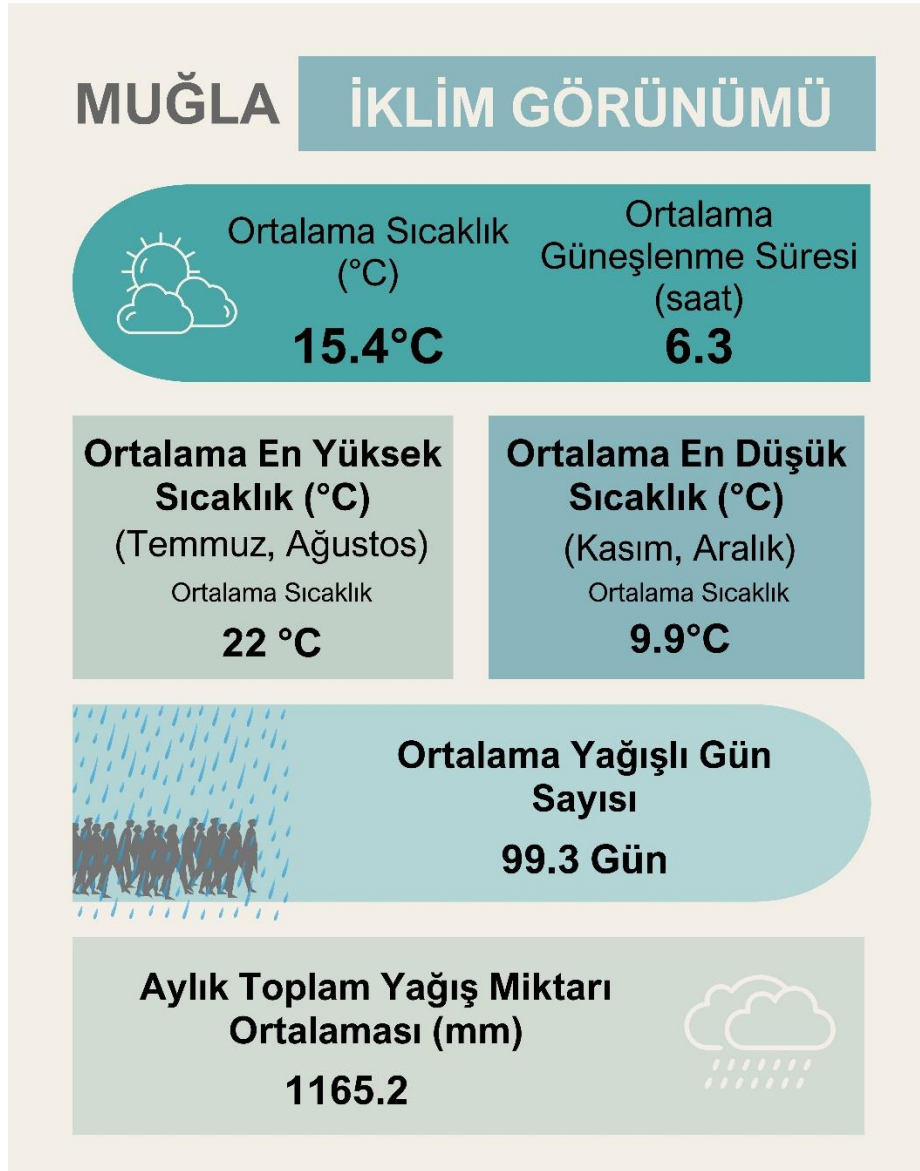 MUĞLA İKLİM GÖRÜNÜMÜ
Ortalama Sıcaklık
(°C)
15.4°C
Ortalama
Güneşlenme Süresi
(saat)
6.3
Ortalama En Yüksek
Sıcaklık (°C)
(Temmuz, Ağustos)
Ortalama Sıcaklık
22 °C
Ortalama En Düşük
Sıcaklık (°C)
(Kasım, Aralık)
Ortalama Sıcaklık
9.9°C
Ortalama Yağışlı Gün
Sayısı
99.3 Gün
Aylık Toplam Yağış Miktarı
Ortalaması (mm)
1165.2